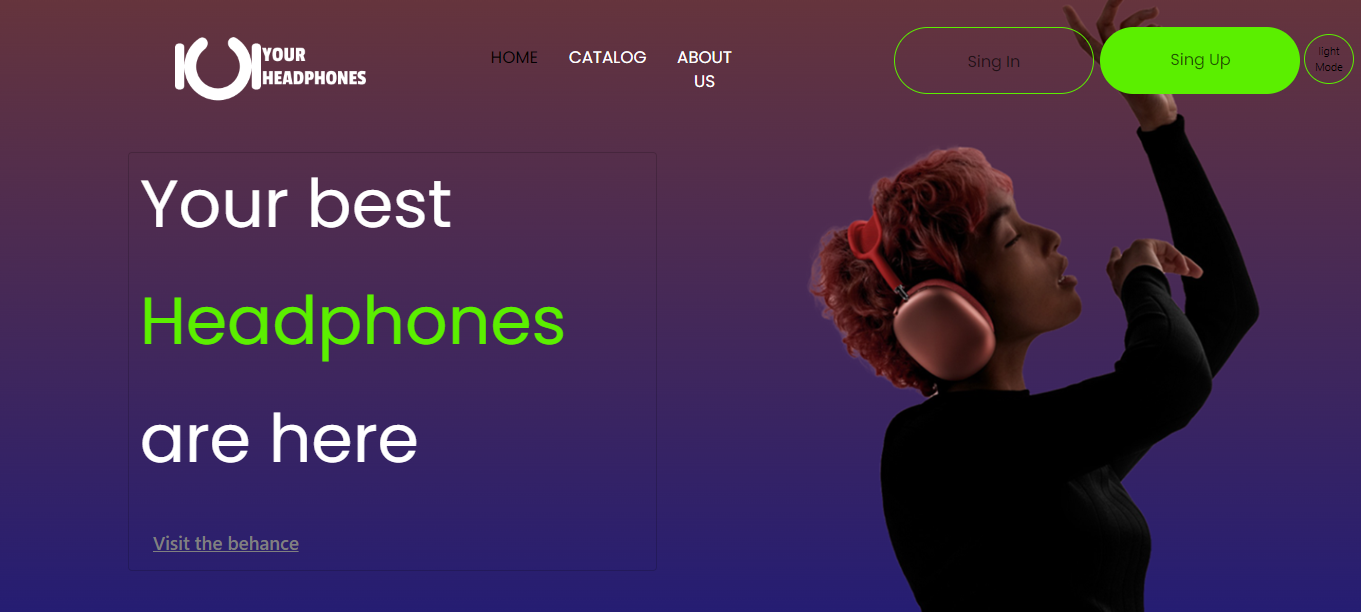 YOUR
HEADPHONES
HOME
CATALOG
ABOUT
US
Sing In
Sing Up
light
Mode
Your best
Headphones
are here
Visit the behance